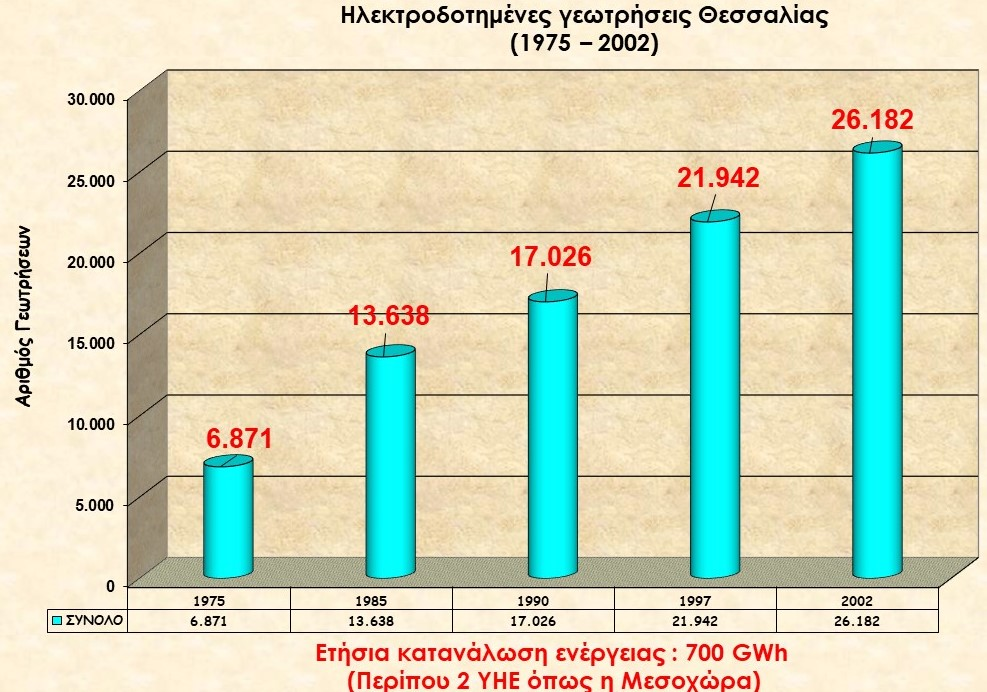 Ηλεκτροδοτημένες γεωτρήσεις Θεσσαλίας
(1975 – 2002)
Αριθμός Γεωτρήσεων
30.000
25.000
20.000
15.000
10.000
5.000
0
6.871
13.638
17.026
21.942
26.182
1975 1985 1990 1997 2002
ΣΥΝΟΛΟ 6.871 13.638 17.026 21.942 26.182
Ετήσια κατανάλωση ενέργειας : 700 GWh
(Περίπου 2 ΥΗΕ όπως η Μεσοχώρα)